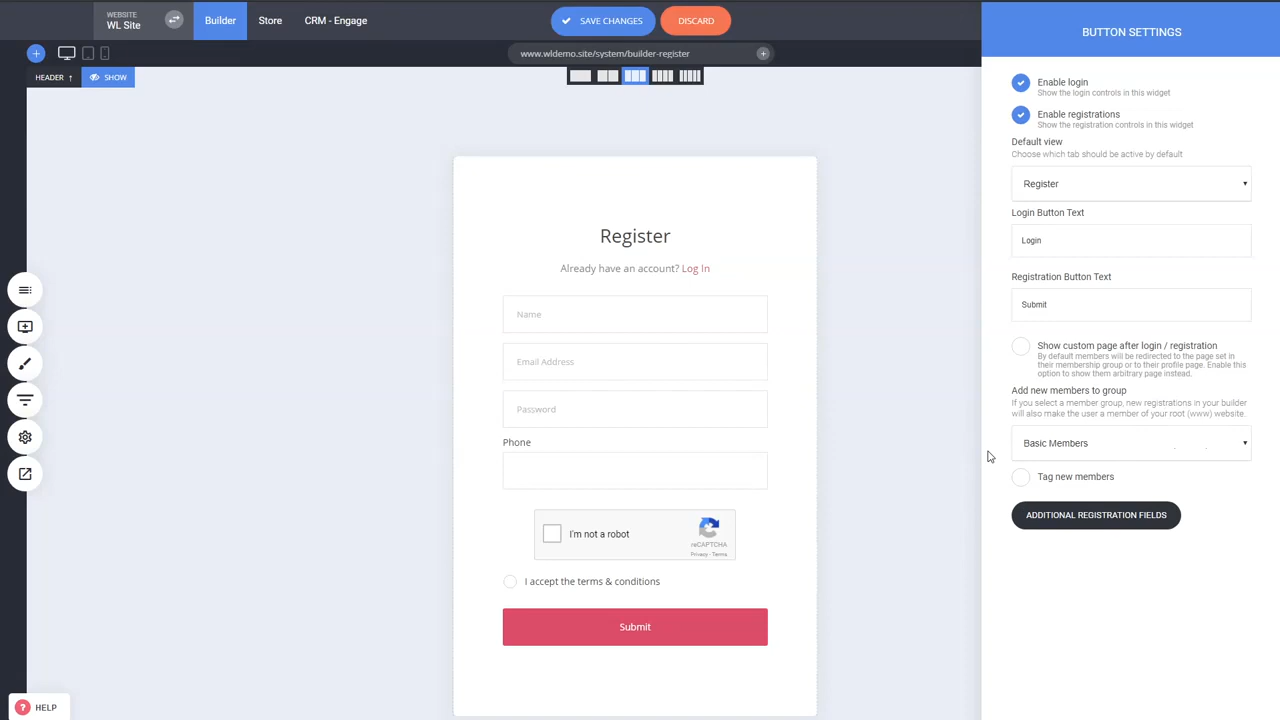 WEBSITE
WL Site
Builder
Store
CRM - Engage
SAVE CHANGES
DISCARD
www.wldemo.site/system/builder-register
HEADER ↑
SHOW
Register
Already have an account? Log In
Name
Email Address
Password
Phone
I'm not a robot
reCAPTCHA
Privacy - Terms
I accept the terms & conditions
Submit
HELP
BUTTON SETTINGS
Enable login
Show the login controls in this widget
Enable registrations
Show the registration controls in this widget
Default view
Choose which tab should be active by default
Register
Login Button Text
Login
Registration Button Text
Submit
Show custom page after login / registration
By default members will be redirected to the page set in
their membership group or to their profile page. Enable this
option to show them arbitrary page instead.
Add new members to group
If you select a member group, new registrations in your builder
will also make the user a member of your root (www) website.
Basic Members
Tag new members
ADDITIONAL REGISTRATION FIELDS